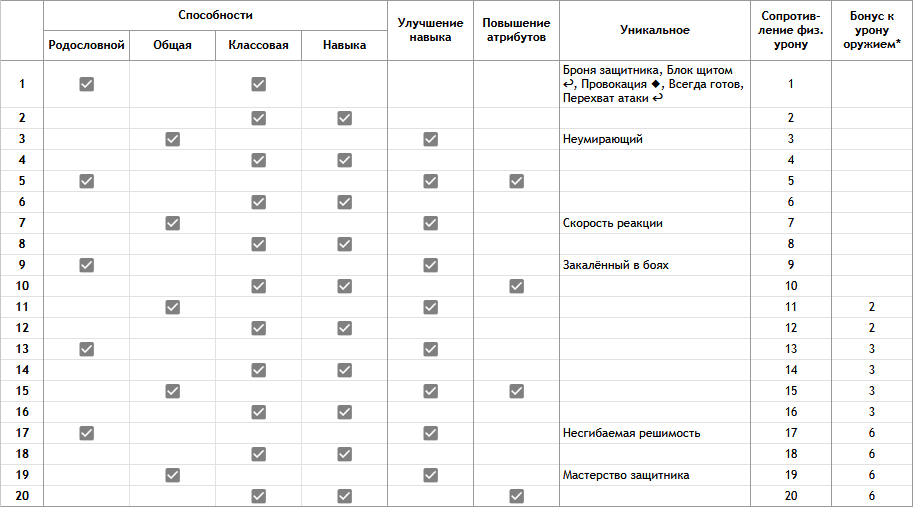 Способности
Улучшение навыка
Повышение атрибутов
Уникальное
Сопротив-
ление физ.
урону
Бонус к
урону
оружием*
Родословной Общая Классовая Навыка
1 Броня защитника, Блок щитом
↩, Провокация ◆, Всегда готов,
Перехват атаки ↩ 1
2 2
3 Неумирающий 3
4 4
5 5
6 6
7 Скорость реакции 7
8 8
9 Закалённый в боях 9
10 10
11 11 2
12 12 2
13 13 3
14 14 3
15 15 3
16 16 3
17 Несгибаемая решимость 17 6
18 18 6
19 Мастерство защитника 19 6
20 20 6